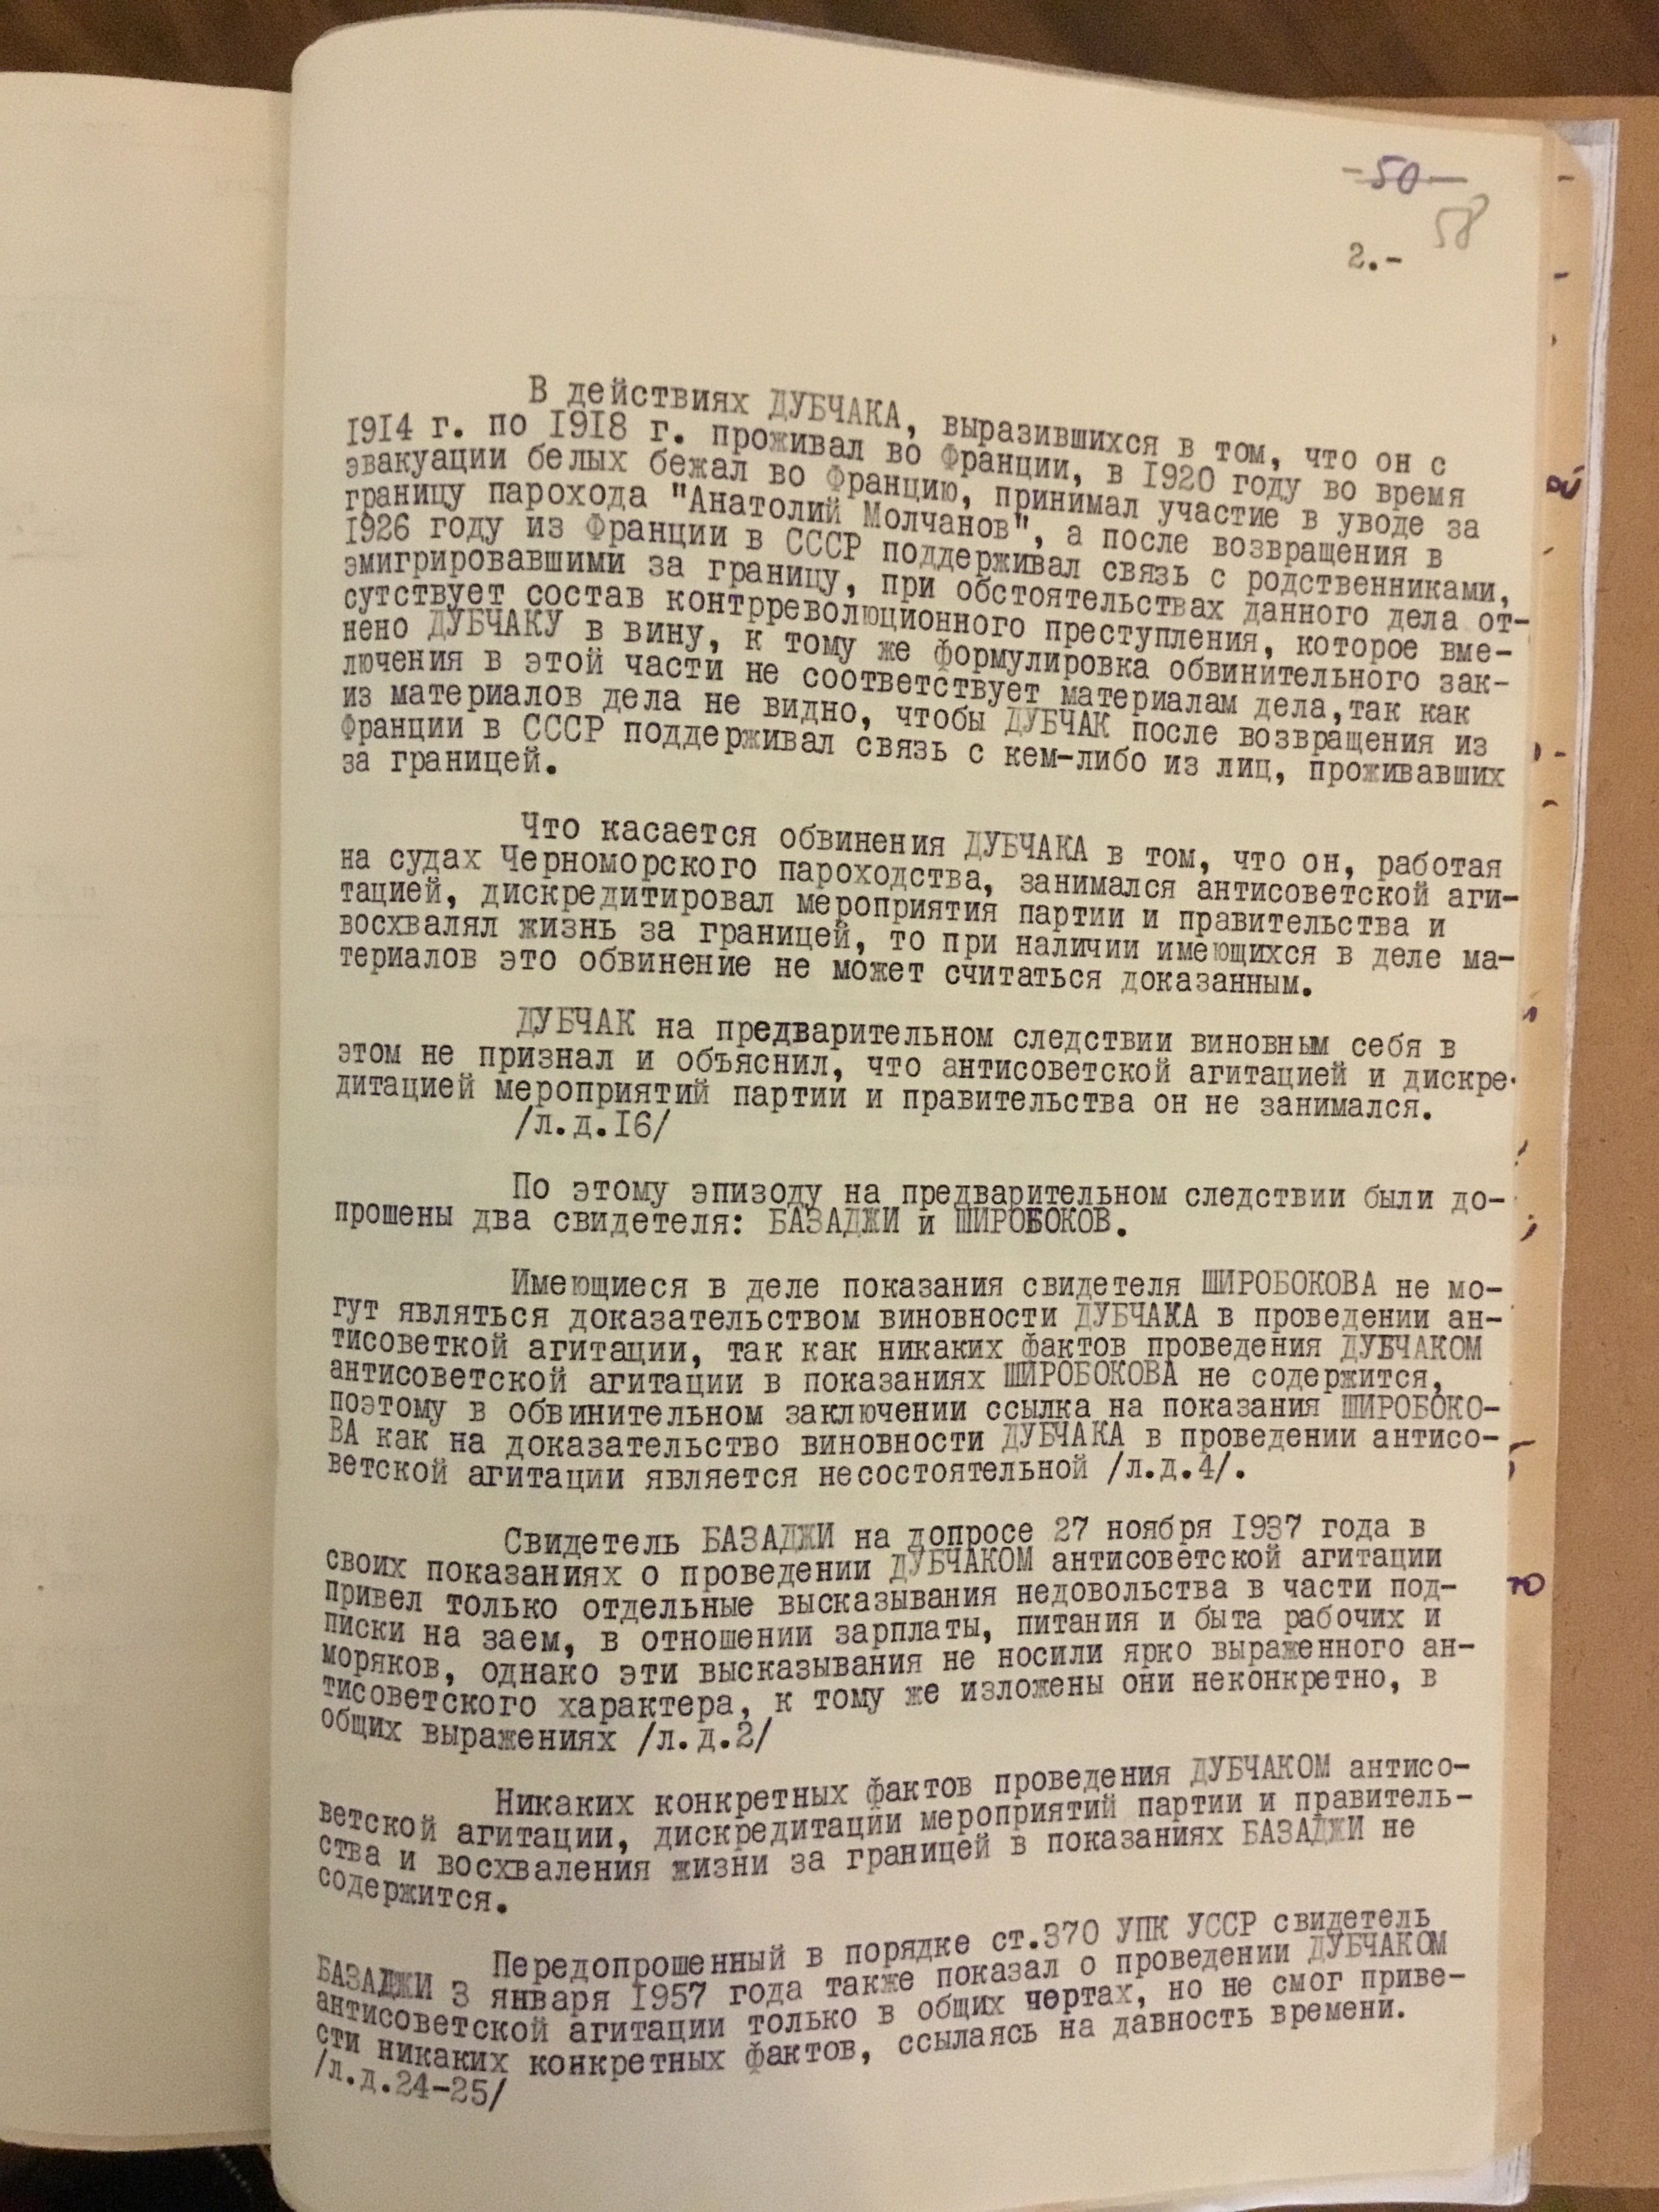 -50-
58
2.-
В действиях ДУБЧАКА, выразившихся в том, что он с
1914 г. по 1918 г. проживал во Франции, в 1920 году во время
эвакуации белых бежал во Францию, принимал участие в уводе за
границу парохода "Анатолий Молчанов", а после возвращения в
1926 году из Франции в СССР поддерживал связь с родственниками,
эмигрировавшими за границу, при обстоятельствах данного дела от-
сутствует состав контрреволюционного преступления, которое вме-
нено ДУБЧАКУ в вину, к тому же формулировка обвинительного зак-
лючения в этой части не соответствует материалам дела,так как
из материалов дела не видно, чтобы ДУБЧАК после возвращения из
Франции в СССР поддерживал связь с кем-либо из лиц, проживавших
за границей.
Что касается обвинения ДУБЧАКА в том, что он, работая
на судах Черноморского пароходства, занимался антисоветской аги-
тацией, дискредитировал мероприятия партии и правительства и
восхвалял жизнь за границей, то при наличии имеющихся в деле ма-
териалов это обвинение не может считаться доказанным.
ДУБЧАК на предварительном следствии виновным себя в
этом не признал и объяснил, что антисоветской агитацией и дискре-
дитацией мероприятий партии и правительства он не занимался.
/л.д.16/
По этому эпизоду на предварительном следствии были до-
прошены два свидетеля: БАЗАДЖИ и ШИРОБОКОВ.
Имеющиеся в деле показания свидетеля ШИРОБОКОВА не мо-
гут являться доказательством виновности ДУБЧАКА в проведении ан-
тисоветкой агитации, так как никаких фактов проведения ДУБЧАКОМ
антисоветской агитации в показаниях ШИРОБОКОВА не содержится,
поэтому в обвинительном заключении ссылка на показания ШИРОБОКО-
ВА как на доказательство виновности ДУБЧАКА в проведении антисо-
ветской агитации является несостоятельной /л.д.4/.
Свидетель БАЗАДЖИ на допросе 27 ноября 1937 года в
своих показаниях о проведении ДУБЧАКОМ антисоветской агитации
привел только отдельные высказывания недовольства в части под-
писки на заем, в отношении зарплаты, питания и быта рабочих и
моряков, однако эти высказывания не носили ярко выраженного ан-
тисоветского характера, к тому же изложены они неконкретно, в
общих выражениях /л.д.2/
Никаких конкретных фактов проведения ДУБЧАКОМ антисо-
ветской агитации, дискредитации мероприятий партии и правитель-
ства и восхваления жизни за границей в показаниях БАЗАДЖИ не
содержится.
Передопрошенный в порядке ст.370 УПК УССР свидетель
БАЗАДЖИ 3 января 1957 года также показал о проведении ДУБЧАКОМ
антисоветской агитации только в общих чертах, но не смог приве-
сти никаких конкретных фактов, ссылаясь на давность времени.
/л.д.24-25/